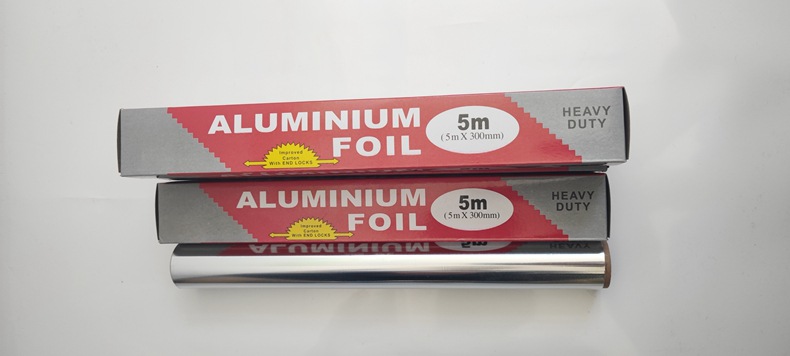 ALUMINIUM
FOIL
5m
(5m X 300mm)
HEAVY
DUTY
Improved
Carton
With END LOCKS
ALUMINIUM
FOIL
5m
(5m X 300mm)
HEAVY
DUTY
Improved
Carton
With END LOCKS